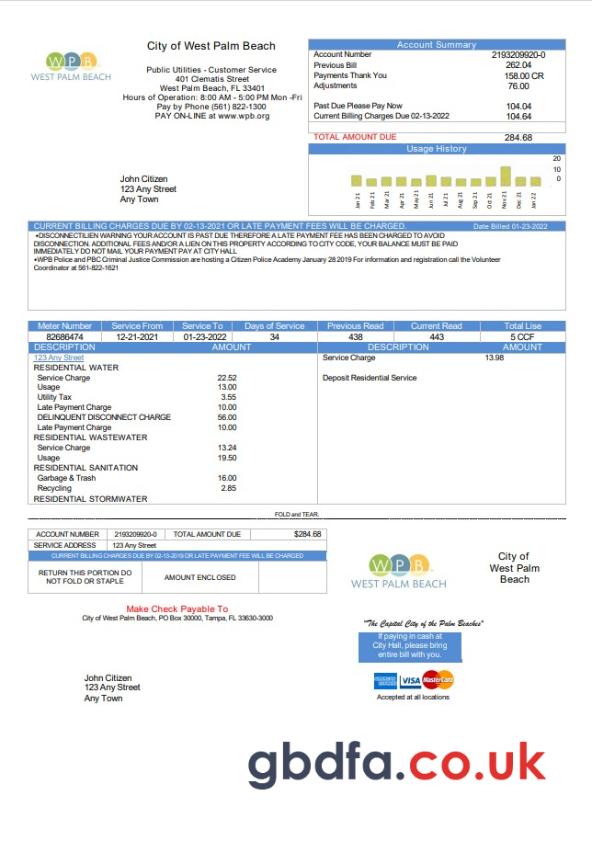 City of West Palm Beach
WPB
WEST PALM BEACH
Public Utilities - Customer Service
401 Clematis Street
West Palm Beach, FL 33401
Hours of Operation: 8:00 AM - 5:00 PM Mon -Fri
Pay by Phone (561) 822-1300
PAY ON-LINE at www.wpb.org
Account Summary
Account Number 2193209920-0
Previous Bill 262.04
Payments Thank You 158.00 CR
Adjustments 76.00
Past Due Please Pay Now 104.04
Current Billing Charges Due 02-13-2022 104.64
TOTAL AMOUNT DUE 284.68
Usage History
20
10
0
Jan 21 Feb 21 Mar 21 Apr 21 May 21 Jun 21 Jul 21 Aug 21 Sep 21 Oct 21 Nov 21 Dec 21 Jan 22
John Citizen
123 Any Street
Any Town
CURRENT BILLING CHARGES DUE BY 02-13-2021 OR LATE PAYMENT FEES WILL BE CHARGED. Date Billed 01-23-2022
•DISCONNECTILIEN WARNING YOUR ACCOUNT IS PAST DUE THEREFORE A LATE PAYMENT FEE HAS BEEN CHARGED TO AVOID
DISCONNECTION. ADDITIONAL FEES AND/OR A LIEN ON THIS PROPERTY ACCORDING TO CITY CODE, YOUR BALANCE MUST BE PAID
IMMEDIATELY DO NOT MAIL YOUR PAYMENT PAY AT CITY HALL
•WPB Police and PBC Criminal Justice Commission are hosting a Citizen Police Academy January 28 2019 For information and registration call the Volunteer
Coordinator at 561-822-1621
Meter Number Service From Service To Days of Service Previous Read Current Read Total Lise
82686474 12-21-2021 01-23-2022 34 438 443 5 CCF
DESCRIPTION AMOUNT DESCRIPTION AMOUNT
123 Any Street Service Charge 13.98
RESIDENTIAL WATER
Service Charge 22.52 Deposit Residential Service
Usage 13.00
Utility Tax 3.55
Late Payment Charge 10.00
DELINQUENT DISCONNECT CHARGE 56.00
Late Payment Charge 10.00
RESIDENTIAL WASTEWATER
Service Charge 13.24
Usage 19.50
RESIDENTIAL SANITATION
Garbage & Trash 16.00
Recycling 2.85
RESIDENTIAL STORMWATER
FOLD and TEAR.
ACCOUNT NUMBER 2193209920-0 TOTAL AMOUNT DUE $284.68
SERVICE ADDRESS 123 Any Street
CURRENT BILLING CHARGES DUE BY 02-13-2019 OR LATE PAYMENT FEE WILL BE CHARGED
RETURN THIS PORTION DO
NOT FOLD OR STAPLE
AMOUNT ENCLOSED
Make Check Payable To
City of West Palm Beach, PO Box 30000, Tampa, FL 33630-3000
John Citizen
123 Any Street
Any Town
WPB
WEST PALM BEACH
City of
West Palm
Beach
"The Capital City of the Palm Beaches"
If paying in cash at
City Hall, please bring
entire bill with you.
VISA MasterCard
Accepted at all locations
gbdfa.co.uk